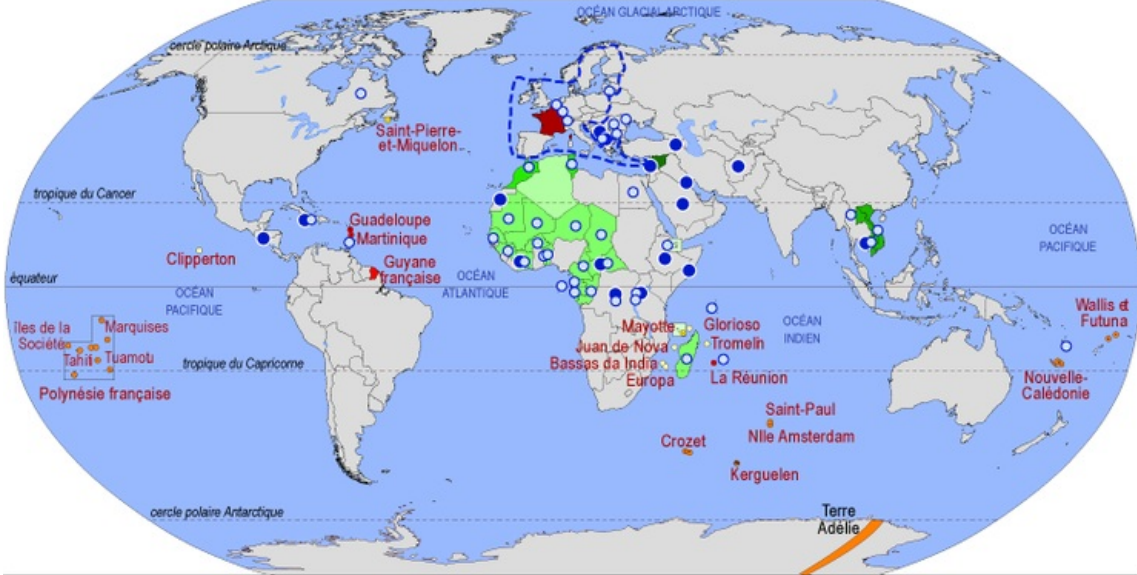 OCÉAN GLACIAL ARCTIQUE
cercle polaire Arctique
Saint-Pierre-
et-Miquelon
tropique du Cancer
Guadeloupe
Martinique
Clipperton
Guyane
française
OCÉAN
PACIFIQUE
équateur
OCÉAN
ATLANTIQUE
OCÉAN
PACIFIQUE
îles de la
Société
Marquises
Tahiti
Tuamotu
Polynésie française
tropique du Capricorne
Mayotte
Glorioso
Tromelin
Juan de Nova
Bassas da India
Europa
La Réunion
OCÉAN
INDIEN
Wallis et
Futuna
Nouvelle-
Calédonie
Saint-Paul
Nlle Amsterdam
Crozet
Kerguelen
cercle polaire Antarctique
Terre
Adélie